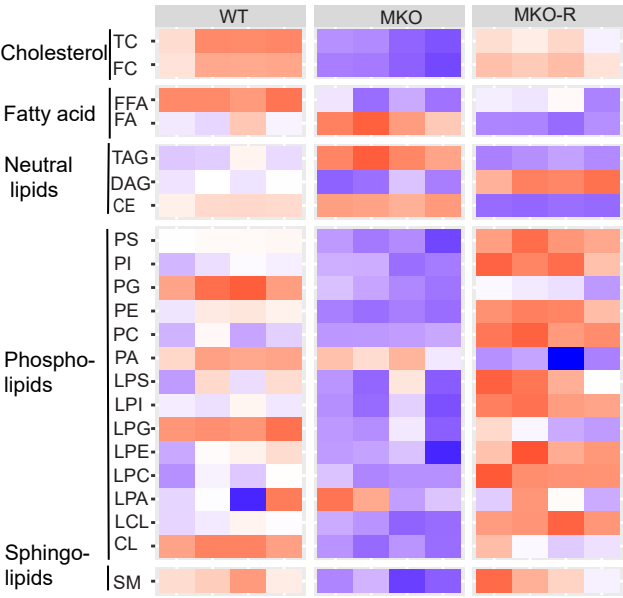 WT MKO MKO-R
Cholesterol
TC
FC
Fatty acid
FFA
FA
Neutral
lipids
TAG
DAG
CE
Phospho-
lipids
PS
PI
PG
PE
PC
PA
LPS
LPI
LPG
LPE
LPC
LPA
LCL
CL
Sphingo-
lipids
SM